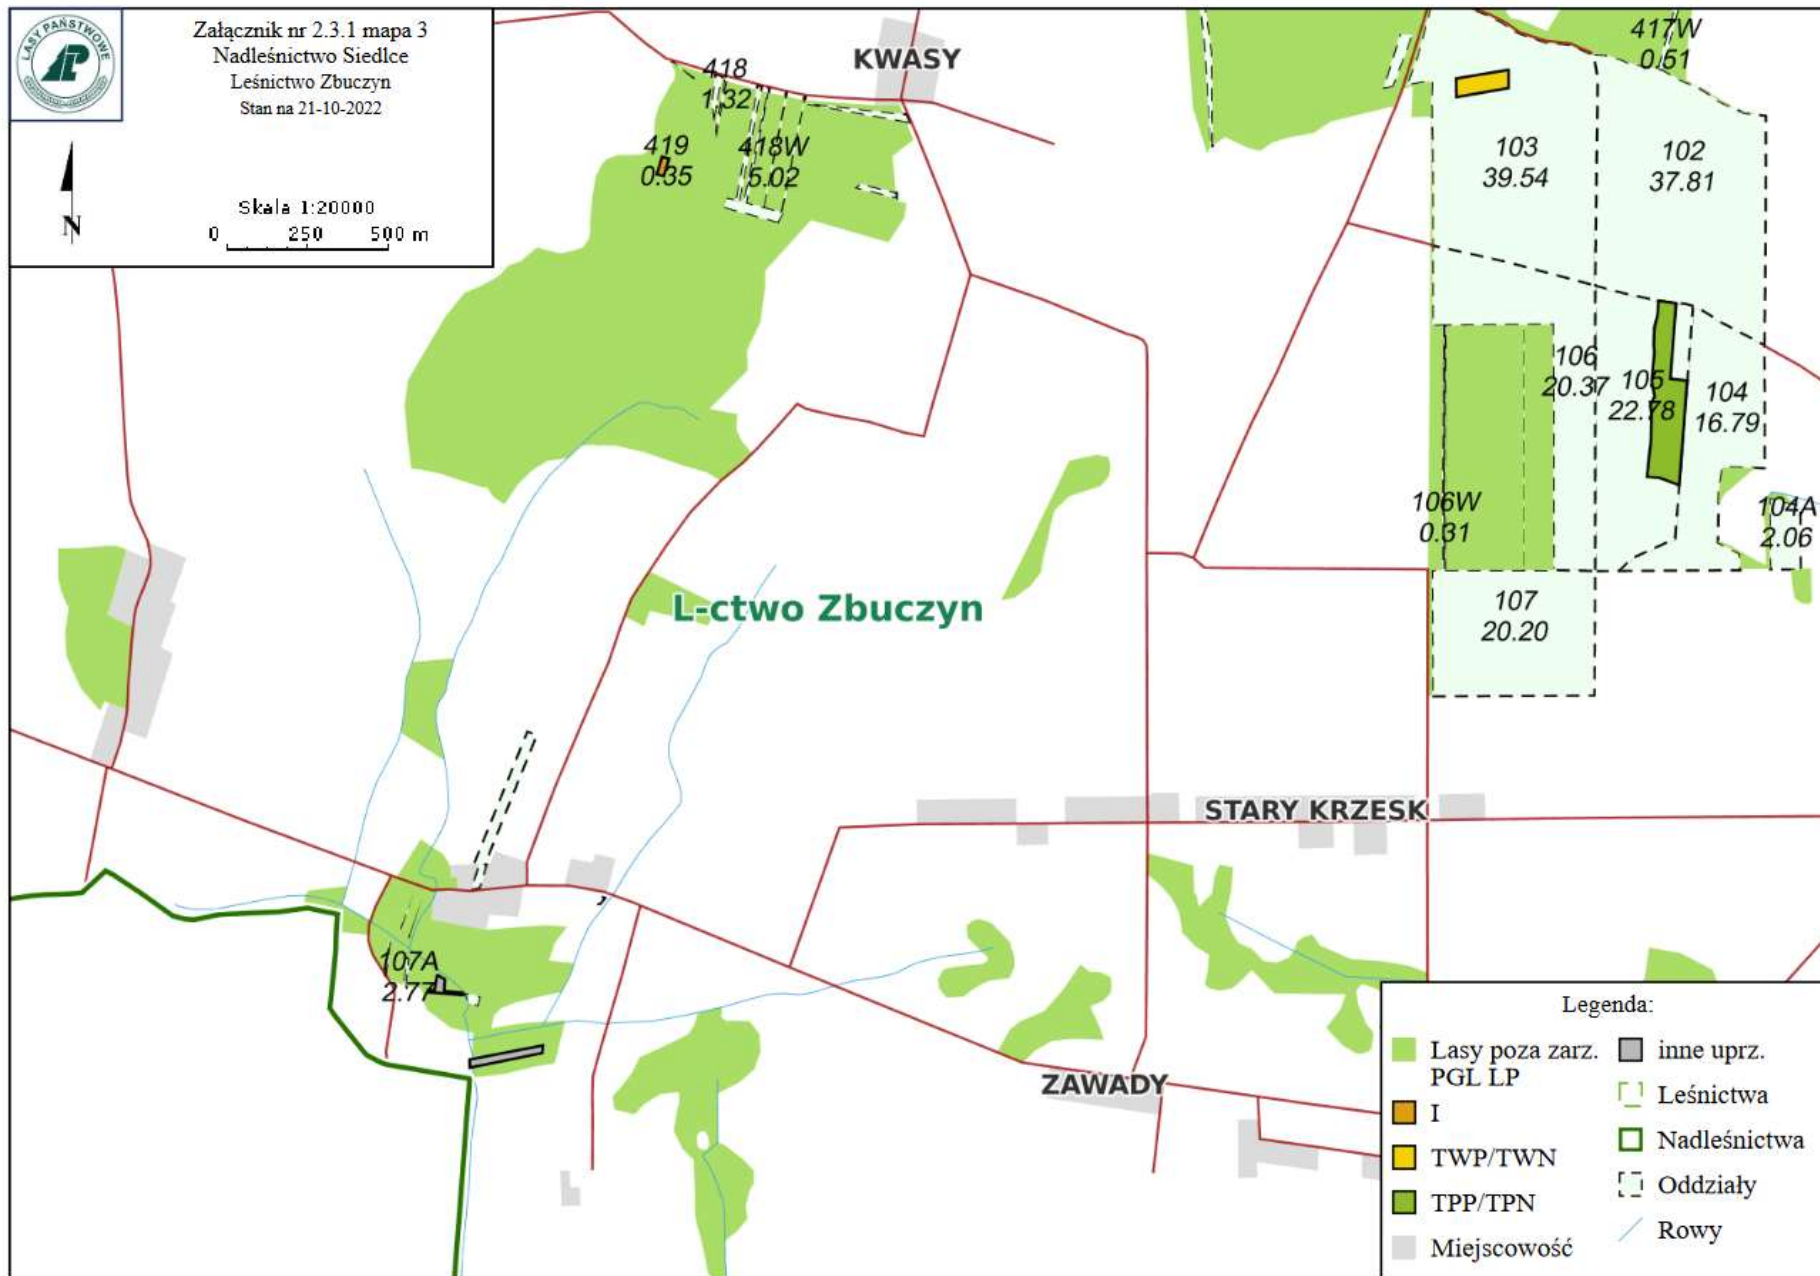 LASY PAŃSTWOWE
Załącznik nr 2.3.1 mapa 3
Nadleśnictwo Siedlce
Leśnictwo Zbuczyn
Stan na 21-10-2022
N
Skala 1:20000
0 250 500 m
KWASY
418
1.32
419
0.35
418W
5.02
417W
0.51
103
39.54
102
37.81
106
20.37
105
22.78
104
16.79
106W
0.31
104A
2.06
107
20.20
L-ctwo Zbuczyn
STARY KRZESK
107A
2.77
ZAWADY
Legenda:
Lasy poza zarz.
PGL LP
I
TWP/TWN
TPP/TPN
Miejscowość
inne uprz.
Leśnictwa
Nadleśnictwa
Oddziały
Rowy